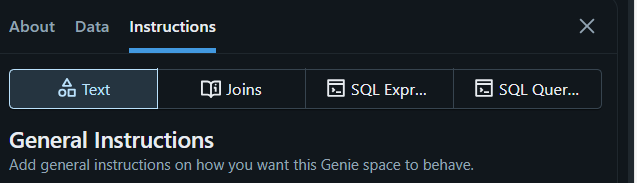 About Data Instructions
Text Joins SQL Expr... SQL Quer...
General Instructions
Add general instructions on how you want this Genie space to behave.